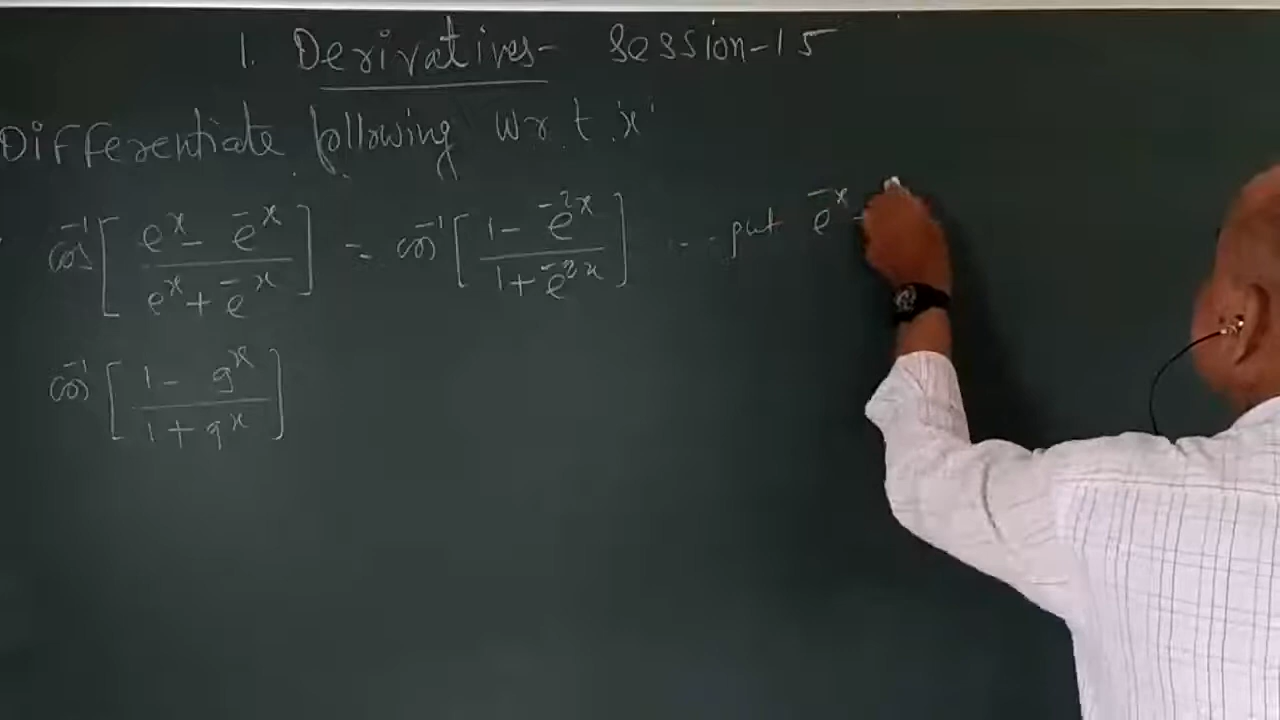 1. Derivatives- Session-15
Differentiate following w.r.t. 'x'
cos⁻¹[(eˣ - e⁻ˣ)/(eˣ + e⁻ˣ)] = cos⁻¹[(1 - e⁻²ˣ)/(1 + e⁻²ˣ)] ... put e⁻ˣ
cos⁻¹[(1 - 9ˣ)/(1 + 9ˣ)]